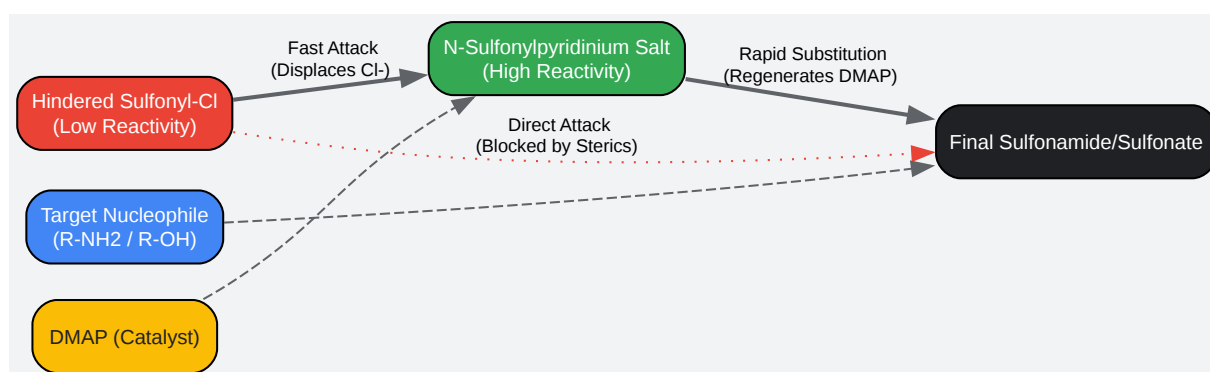 Fast Attack
(Displaces Cl-)
N-Sulfonylpyridinium Salt
(High Reactivity)
Rapid Substitution
(Regenerates DMAP)
Hindered Sulfonyl-Cl
(Low Reactivity)
Direct Attack
(Blocked by Sterics)
Final Sulfonamide/Sulfonate
Target Nucleophile
(R-NH2 / R-OH)
DMAP (Catalyst)